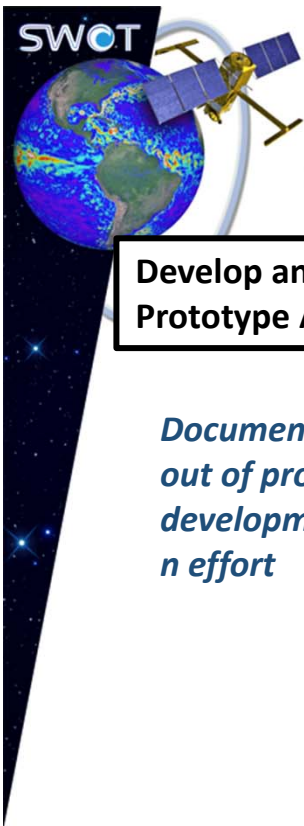 SWOT
Develop an
Prototype
Documen
out of pro
developm
n effort